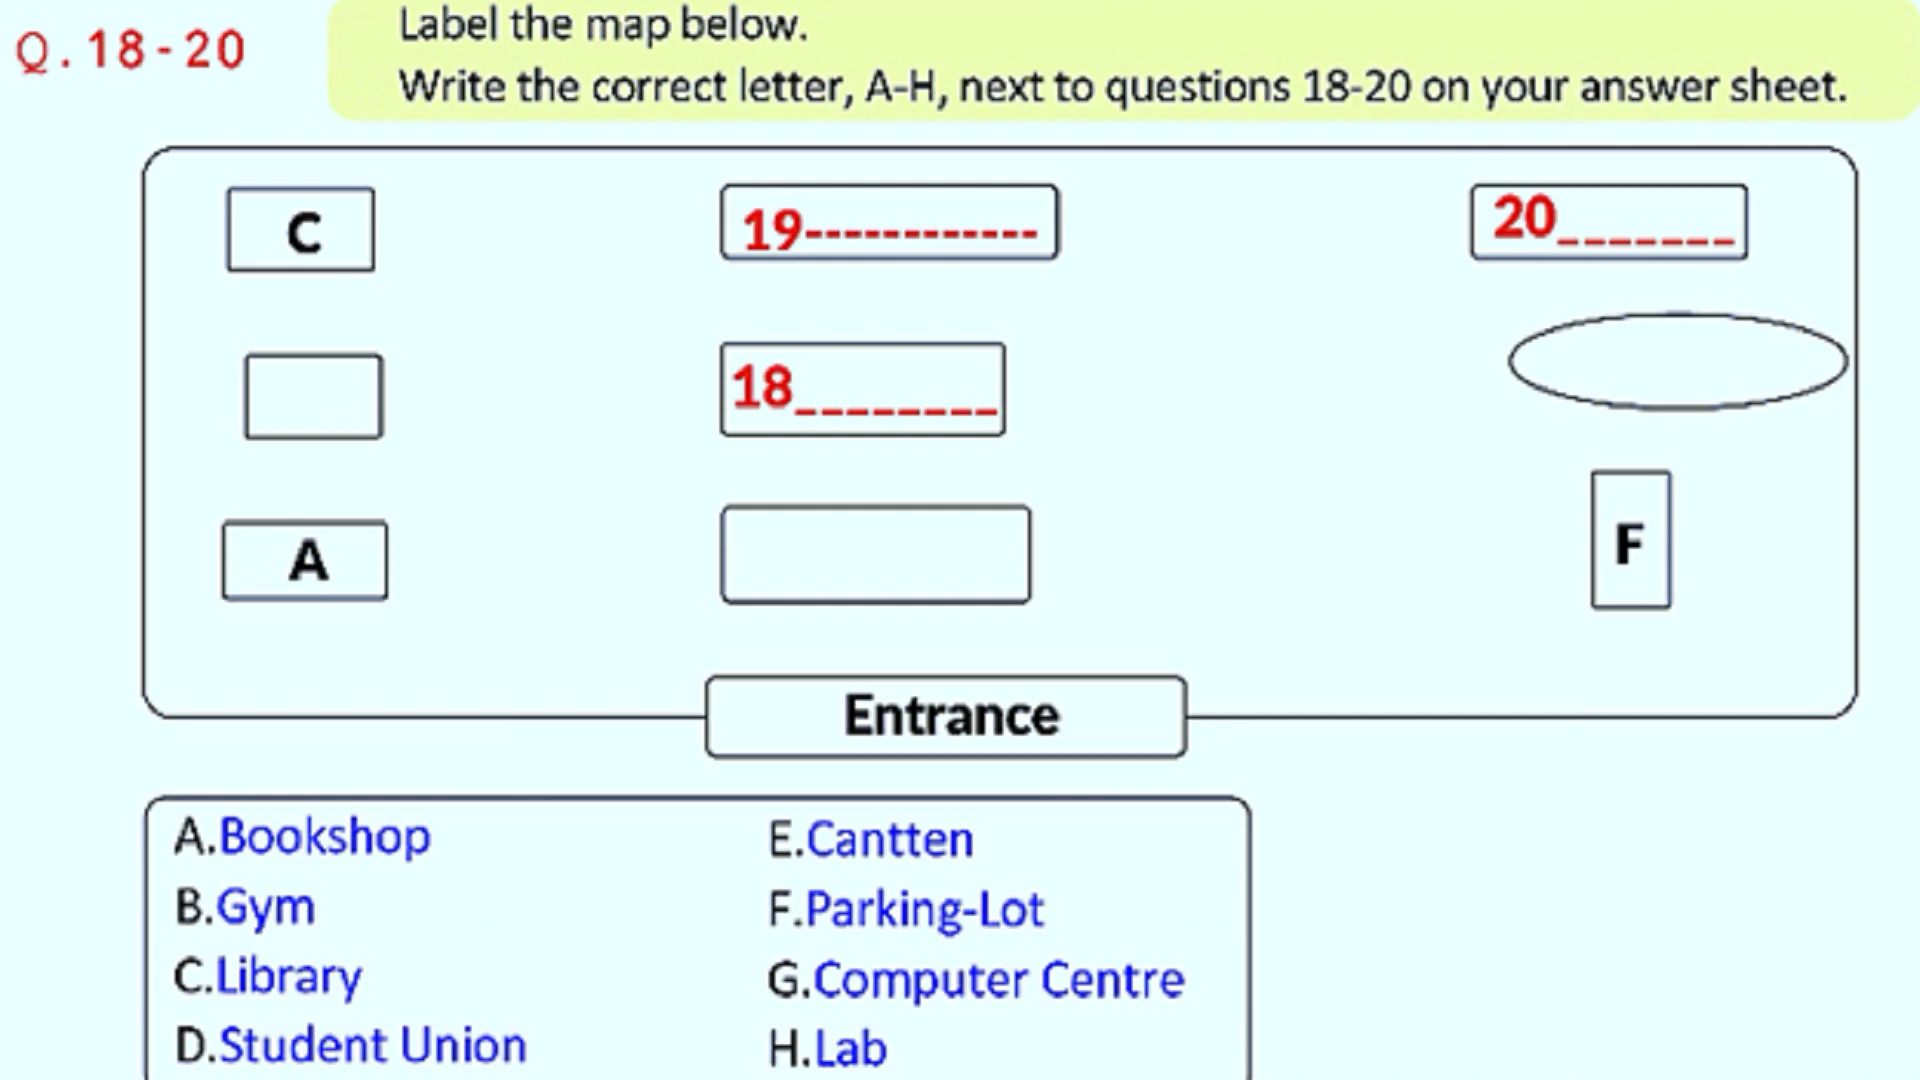 Q.18-20
Label the map below.
Write the correct letter, A-H, next to questions 18-20 on your answer sheet.
C
19------------
20_______
18________
A
F
Entrance
A.Bookshop
B.Gym
C.Library
D.Student Union
E.Cantten
F.Parking-Lot
G.Computer Centre
H.Lab